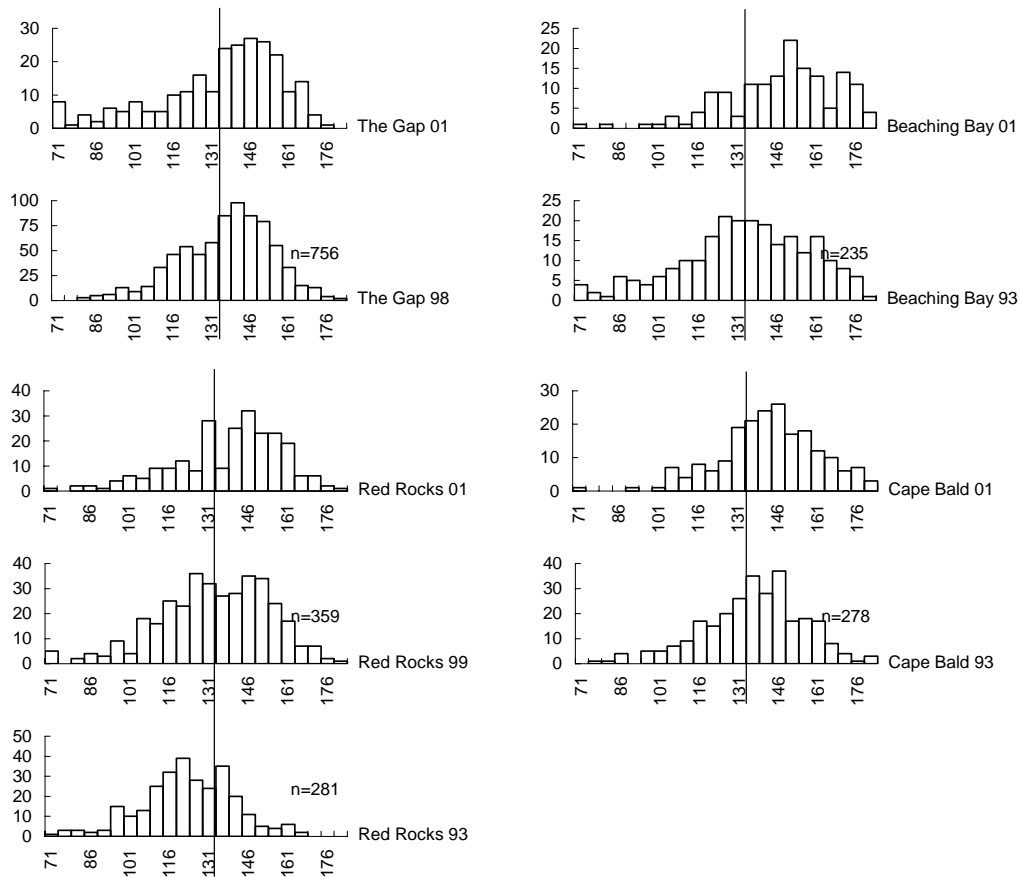 30
20
10
0
71 86 101 116 131 146 161 176
The Gap 01
100
75
50
25
0
n=756
71 86 101 116 131 146 161 176
The Gap 98
40
30
20
10
0
71 86 101 116 131 146 161 176
Red Rocks 01
40
30
20
10
0
n=359
71 86 101 116 131 146 161 176
Red Rocks 99
50
40
30
20
10
0
n=281
71 86 101 116 131 146 161 176
Red Rocks 93
25
20
15
10
5
0
71 86 101 116 131 146 161 176
Beaching Bay 01
25
20
15
10
5
0
n=235
71 86 101 116 131 146 161 176
Beaching Bay 93
30
20
10
0
71 86 101 116 131 146 161 176
Cape Bald 01
40
30
20
10
0
n=278
71 86 101 116 131 146 161 176
Cape Bald 93